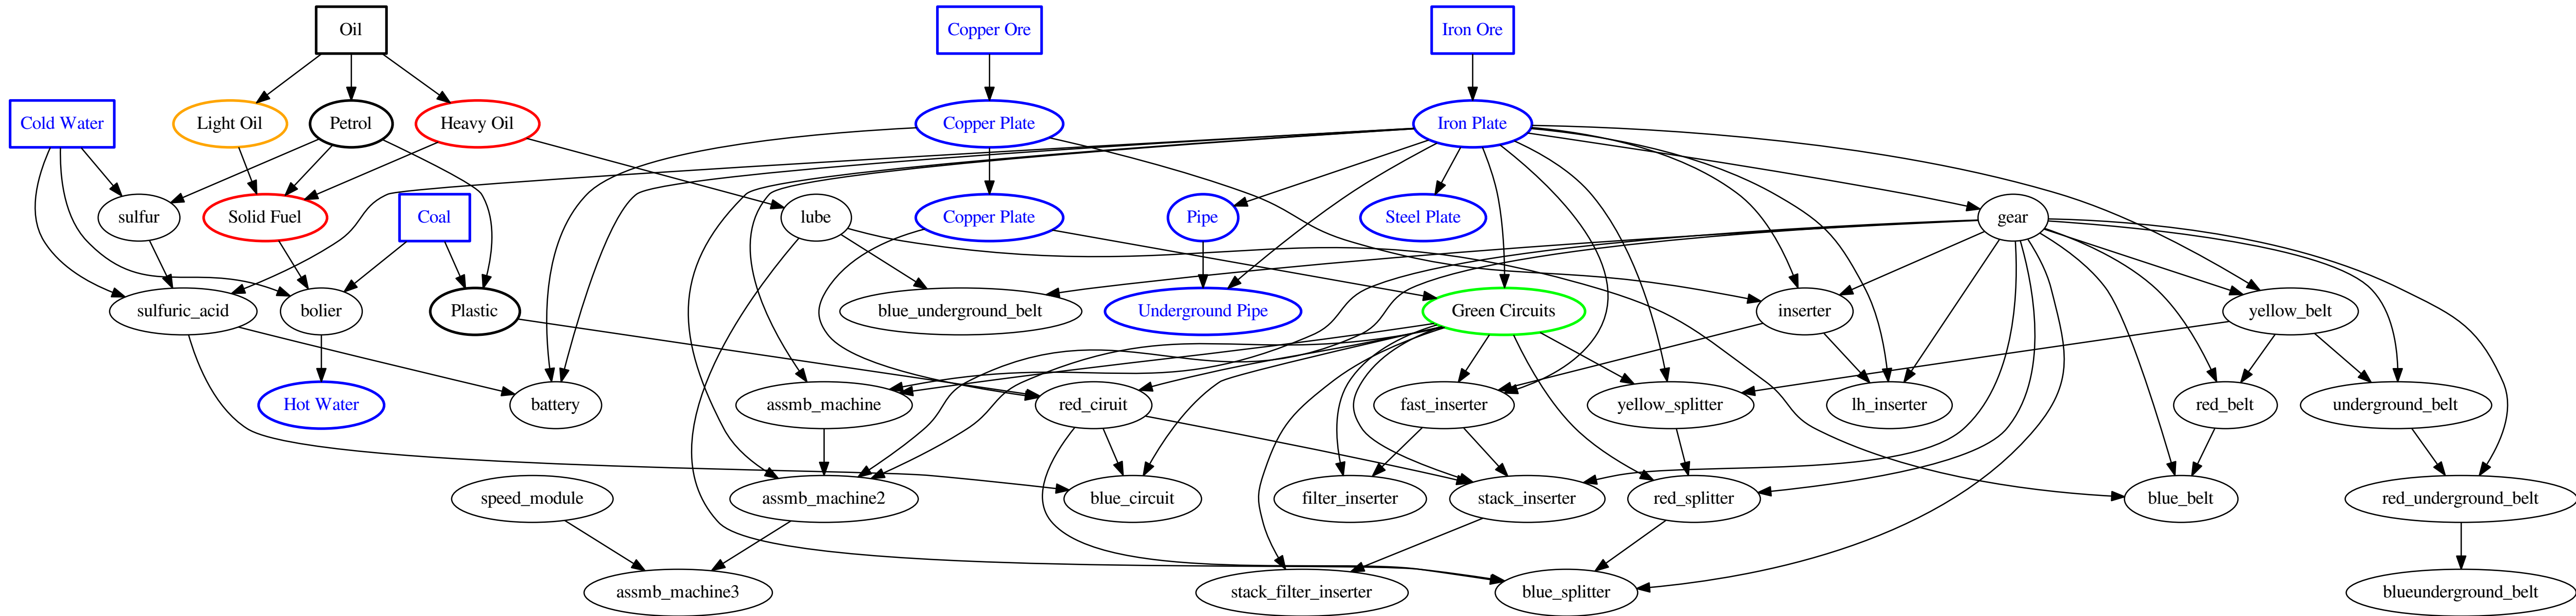 Oil
Copper Ore
Iron Ore
Cold Water
Light Oil
Petrol
Heavy Oil
Copper Plate
Iron Plate
sulfur
Solid Fuel
Coal
lube
Copper Plate
Pipe
Steel Plate
gear
sulfuric_acid
bolier
Plastic
blue_underground_belt
Underground Pipe
Green Circuits
inserter
yellow_belt
Hot Water
battery
assmb_machine
red_ciruit
fast_inserter
yellow_splitter
lh_inserter
red_belt
underground_belt
speed_module
assmb_machine2
blue_circuit
filter_inserter
stack_inserter
red_splitter
blue_belt
red_underground_belt
assmb_machine3
stack_filter_inserter
blue_splitter
blueunderground_belt